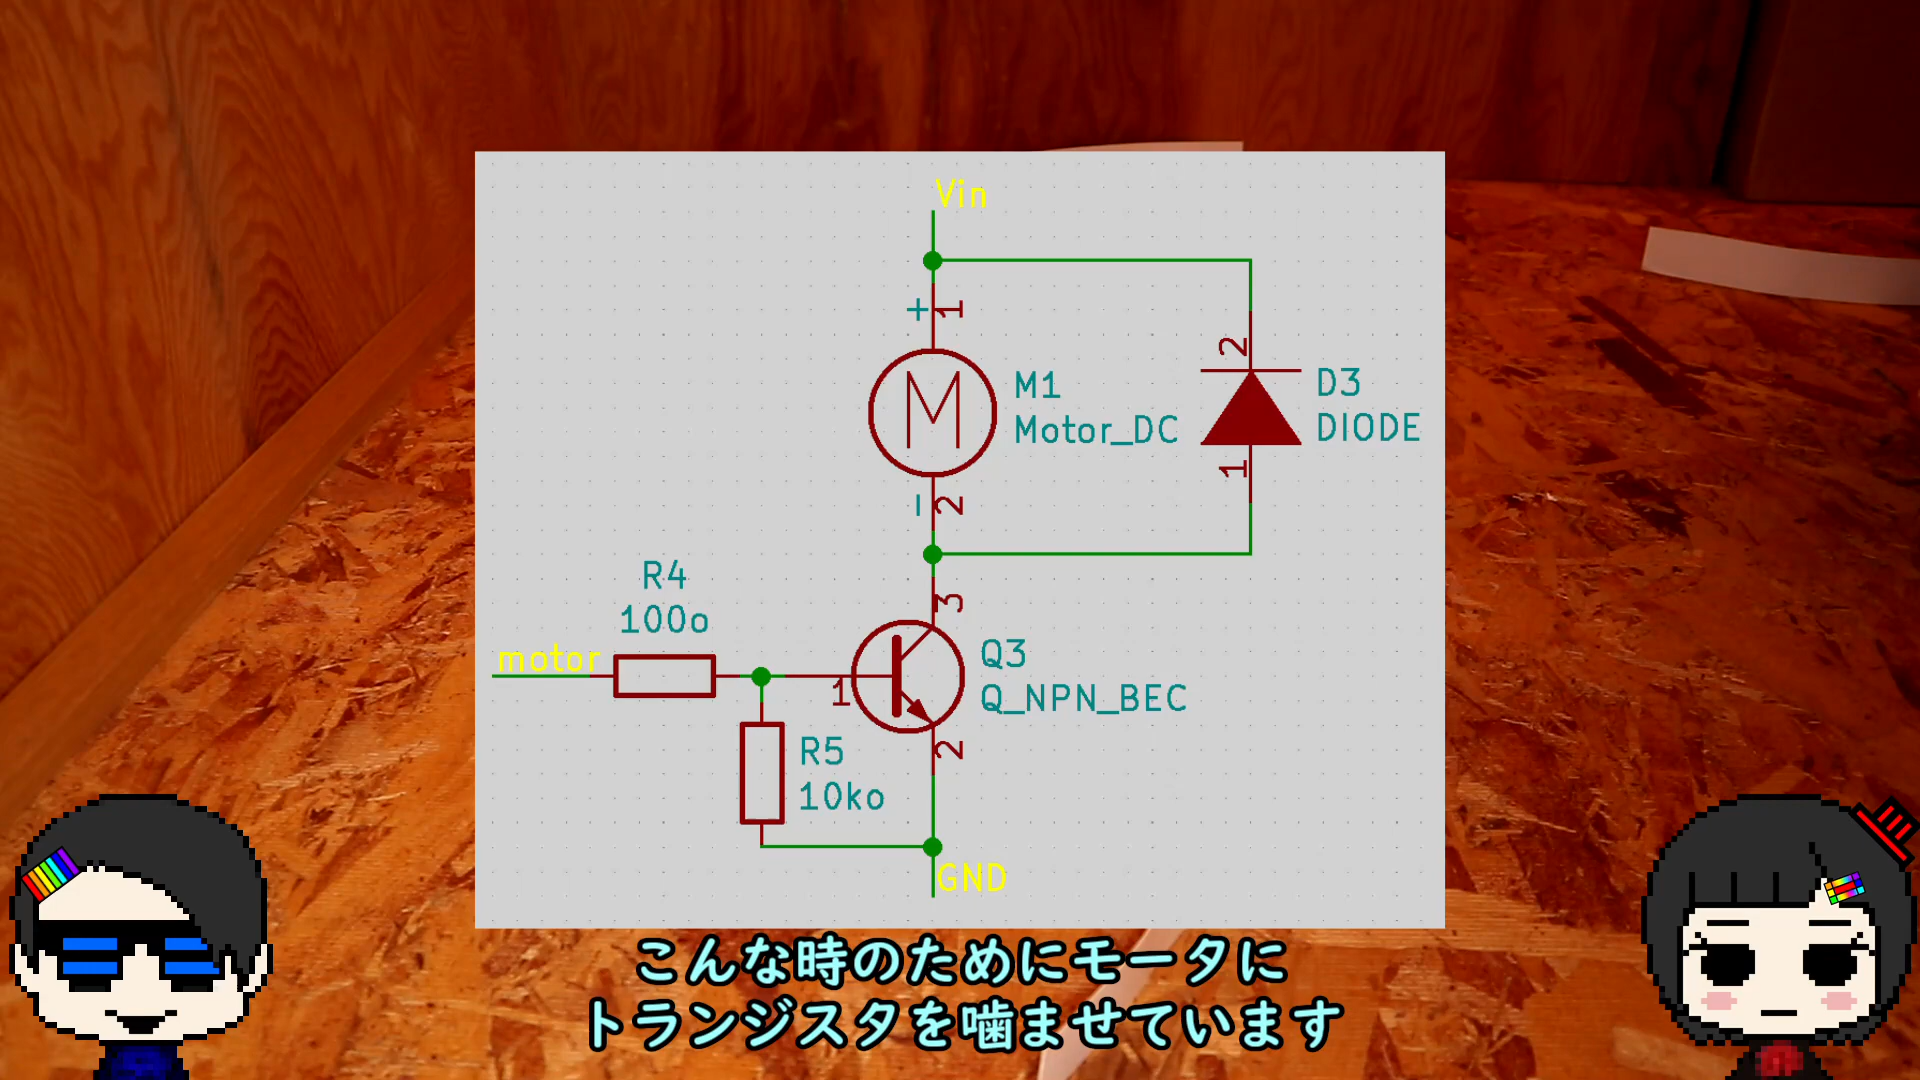 Vin
+
1
M
M1
Motor_DC
2
D3
DIODE
1
-
2
R4
100o
motor
3
1
Q3
Q_NPN_BEC
2
R5
10ko
GND
こんな時のためにモータに
トランジスタを噛ませています